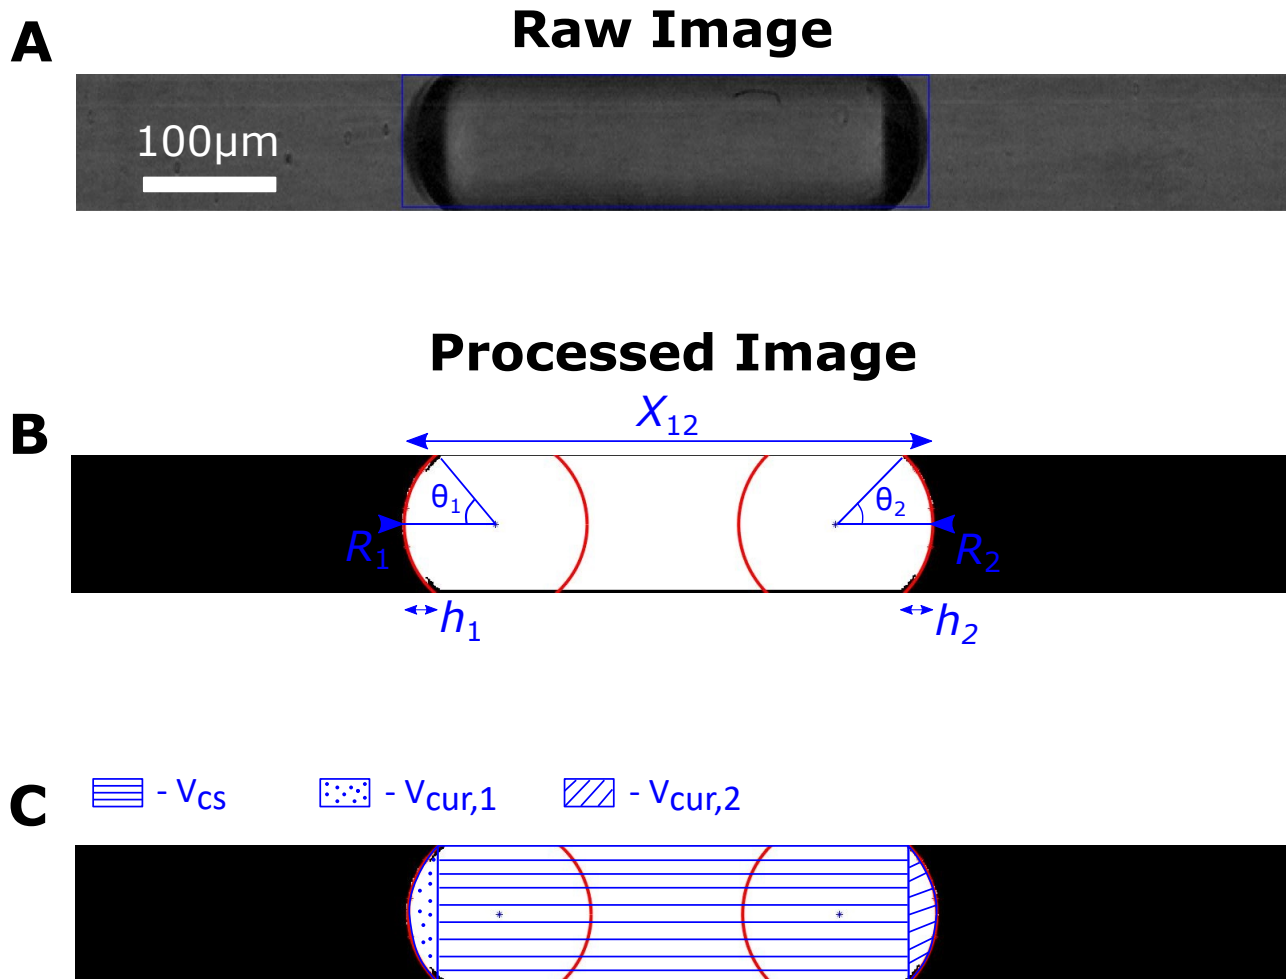 A
Raw Image
100µm
Processed Image
B
X12
θ1
θ2
R1
R2
h1
h2
C
- Vcs
- Vcur,1
- Vcur,2